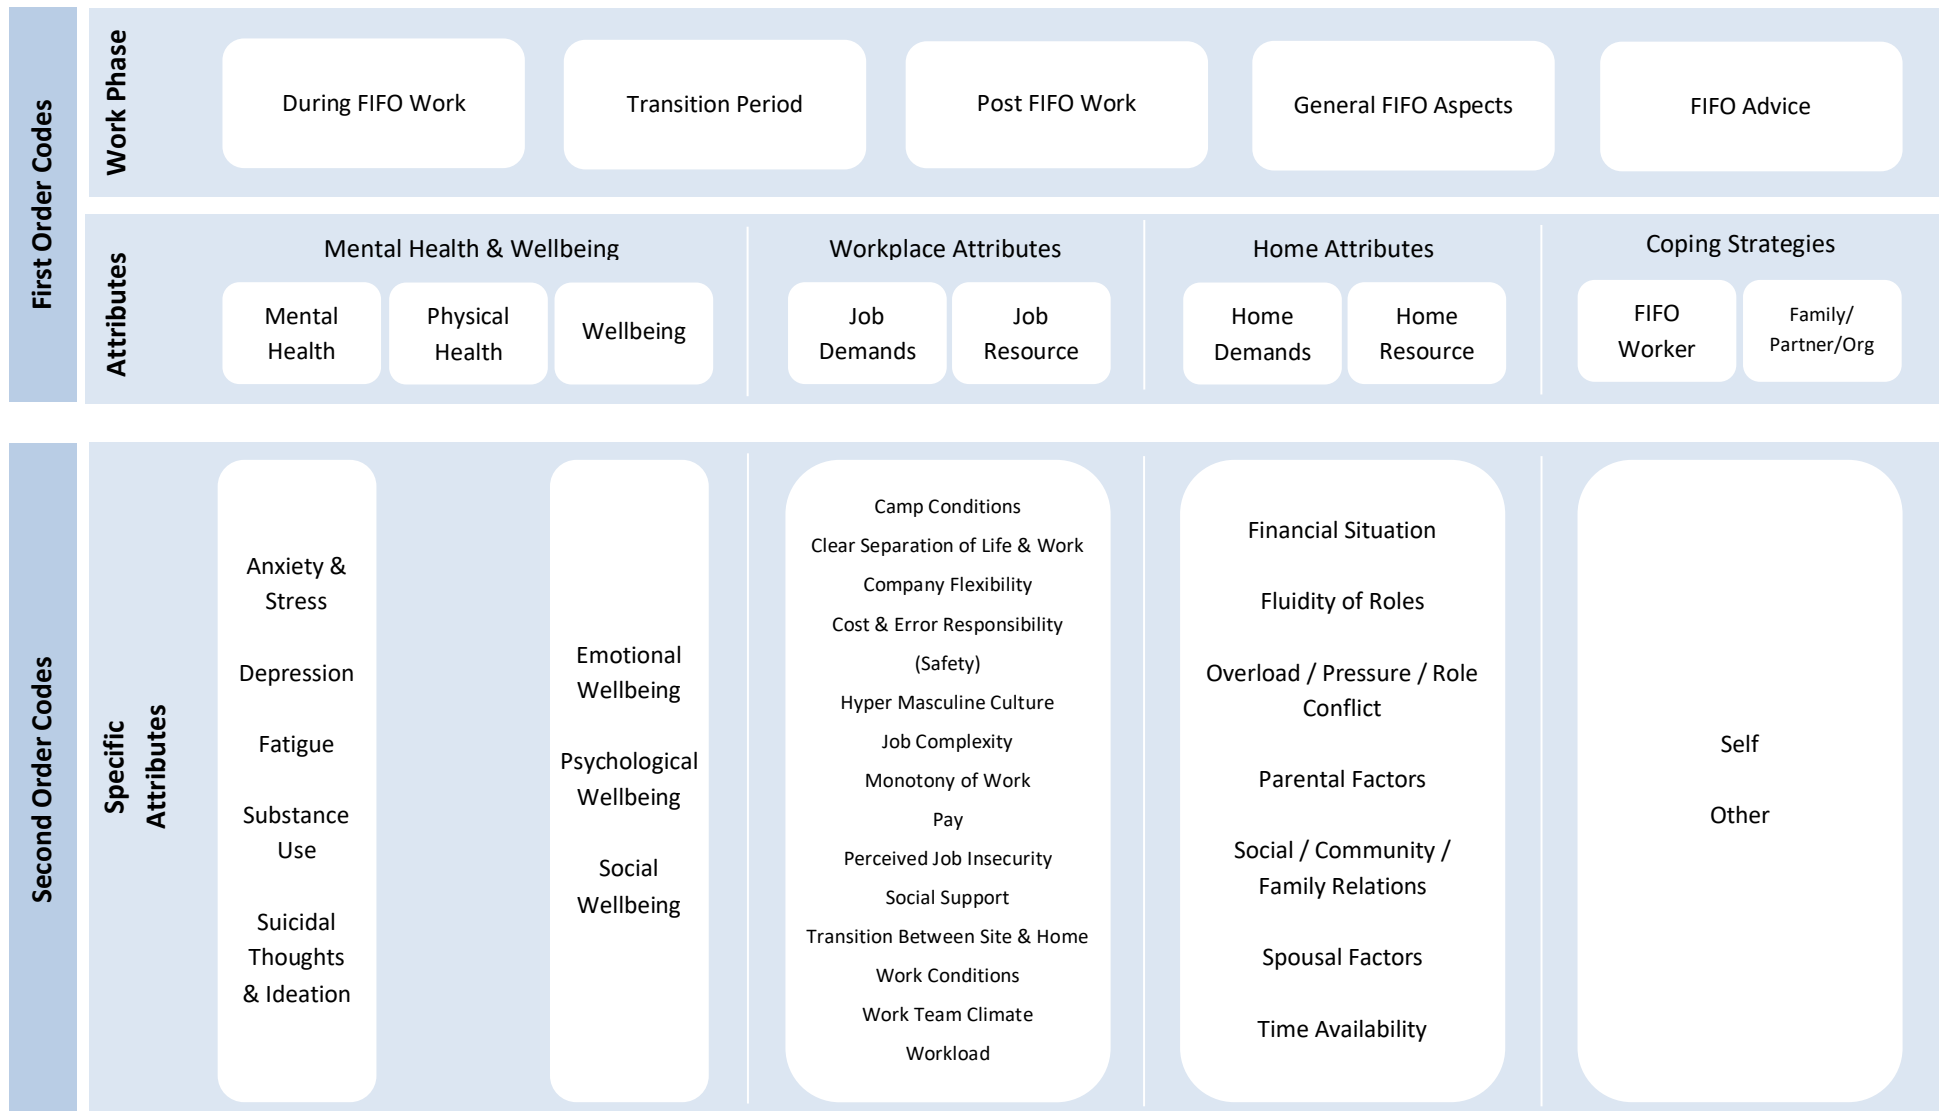 First Order Codes
Work Phase
During FIFO Work
Transition Period
Post FIFO Work
General FIFO Aspects
FIFO Advice
Attributes
Mental Health & Wellbeing
Mental
Health
Physical
Health
Wellbeing
Workplace Attributes
Job
Demands
Job
Resource
Home Attributes
Home
Demands
Home
Resource
Coping Strategies
FIFO
Worker
Family/
Partner/Org
Second Order Codes
Specific
Attributes
Anxiety &
Stress
Depression
Fatigue
Substance
Use
Suicidal
Thoughts
& Ideation
Emotional
Wellbeing
Psychological
Wellbeing
Social
Wellbeing
Camp Conditions
Clear Separation of Life & Work
Company Flexibility
Cost & Error Responsibility
(Safety)
Hyper Masculine Culture
Job Complexity
Monotony of Work
Pay
Perceived Job Insecurity
Social Support
Transition Between Site & Home
Work Conditions
Work Team Climate
Workload
Financial Situation
Fluidity of Roles
Overload / Pressure / Role
Conflict
Parental Factors
Social / Community /
Family Relations
Spousal Factors
Time Availability
Self
Other